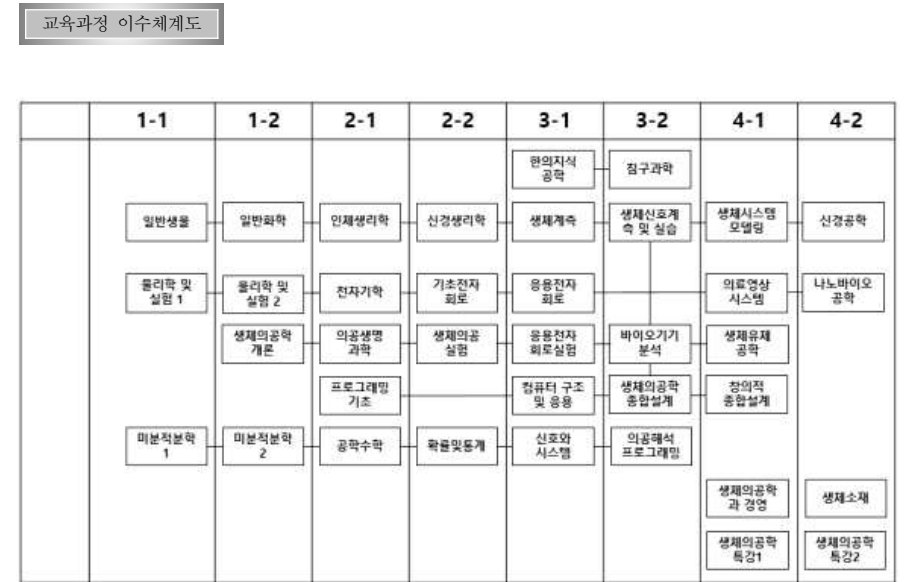 교육과정 이수체계도
1-1 1-2 2-1 2-2 3-1 3-2 4-1 4-2
한의지식
공학
침구과학
일반생물
일반화학
인체생리학
신경생리학
생체계측
생체신호계
측 및 실습
생체시스템
모델링
신경공학
물리학 및
실험 1
물리학 및
실험 2
전자기학
기초전자
회로
응용전자
회로
의료영상
시스템
나노바이오
공학
생체의공학
개론
의공생명
과학
생체의공
실험
응용전자
회로실험
바이오기기
분석
생체유체
공학
프로그래밍
기초
컴퓨터 구조
및 응용
생체의공학
종합설계
창의적
종합설계
미분적분학
1
미분적분학
2
공학수학
확률및통계
신호와
시스템
의공해석
프로그래밍
생체의공학
과 경영
생체소재
생체의공학
특강1
생체의공학
특강2